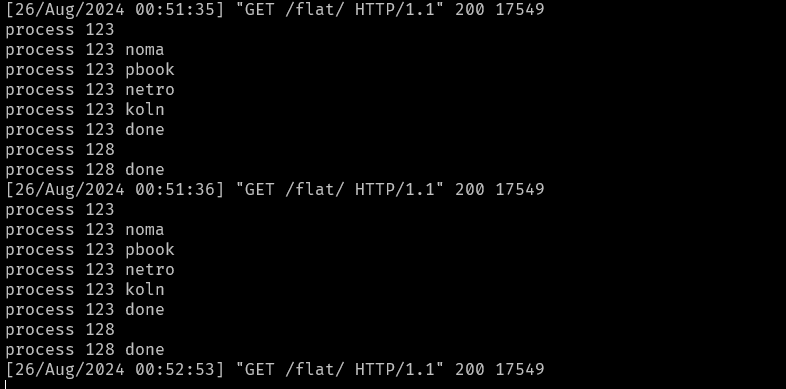 [26/Aug/2024 00:51:35] "GET /flat/ HTTP/1.1" 200 17549
process 123
process 123 noma
process 123 pbook
process 123 netro
process 123 koln
process 123 done
process 128
process 128 done
[26/Aug/2024 00:51:36] "GET /flat/ HTTP/1.1" 200 17549
process 123
process 123 noma
process 123 pbook
process 123 netro
process 123 koln
process 123 done
process 128
process 128 done
[26/Aug/2024 00:52:53] "GET /flat/ HTTP/1.1" 200 17549